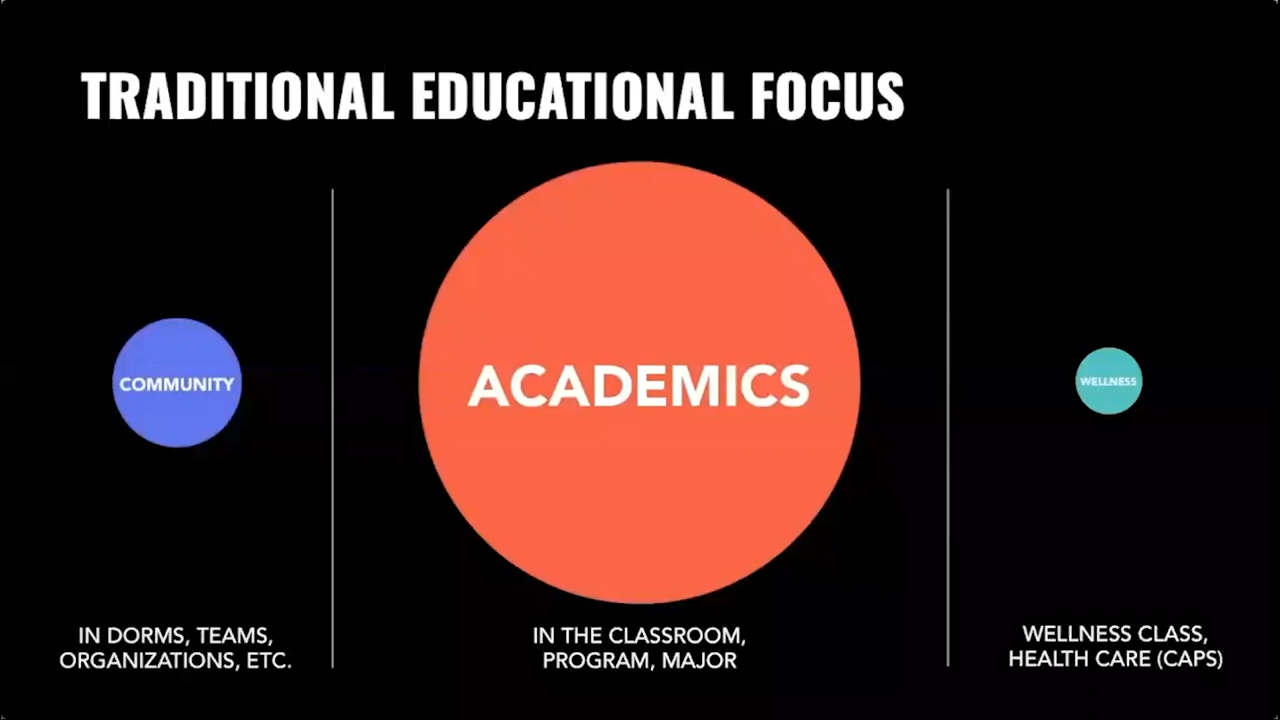 TRADITIONAL EDUCATIONAL FOCUS
COMMUNITY
IN DORMS, TEAMS,
ORGANIZATIONS, ETC.
ACADEMICS
IN THE CLASSROOM,
PROGRAM, MAJOR
WELLNESS
WELLNESS CLASS,
HEALTH CARE (CAPS)